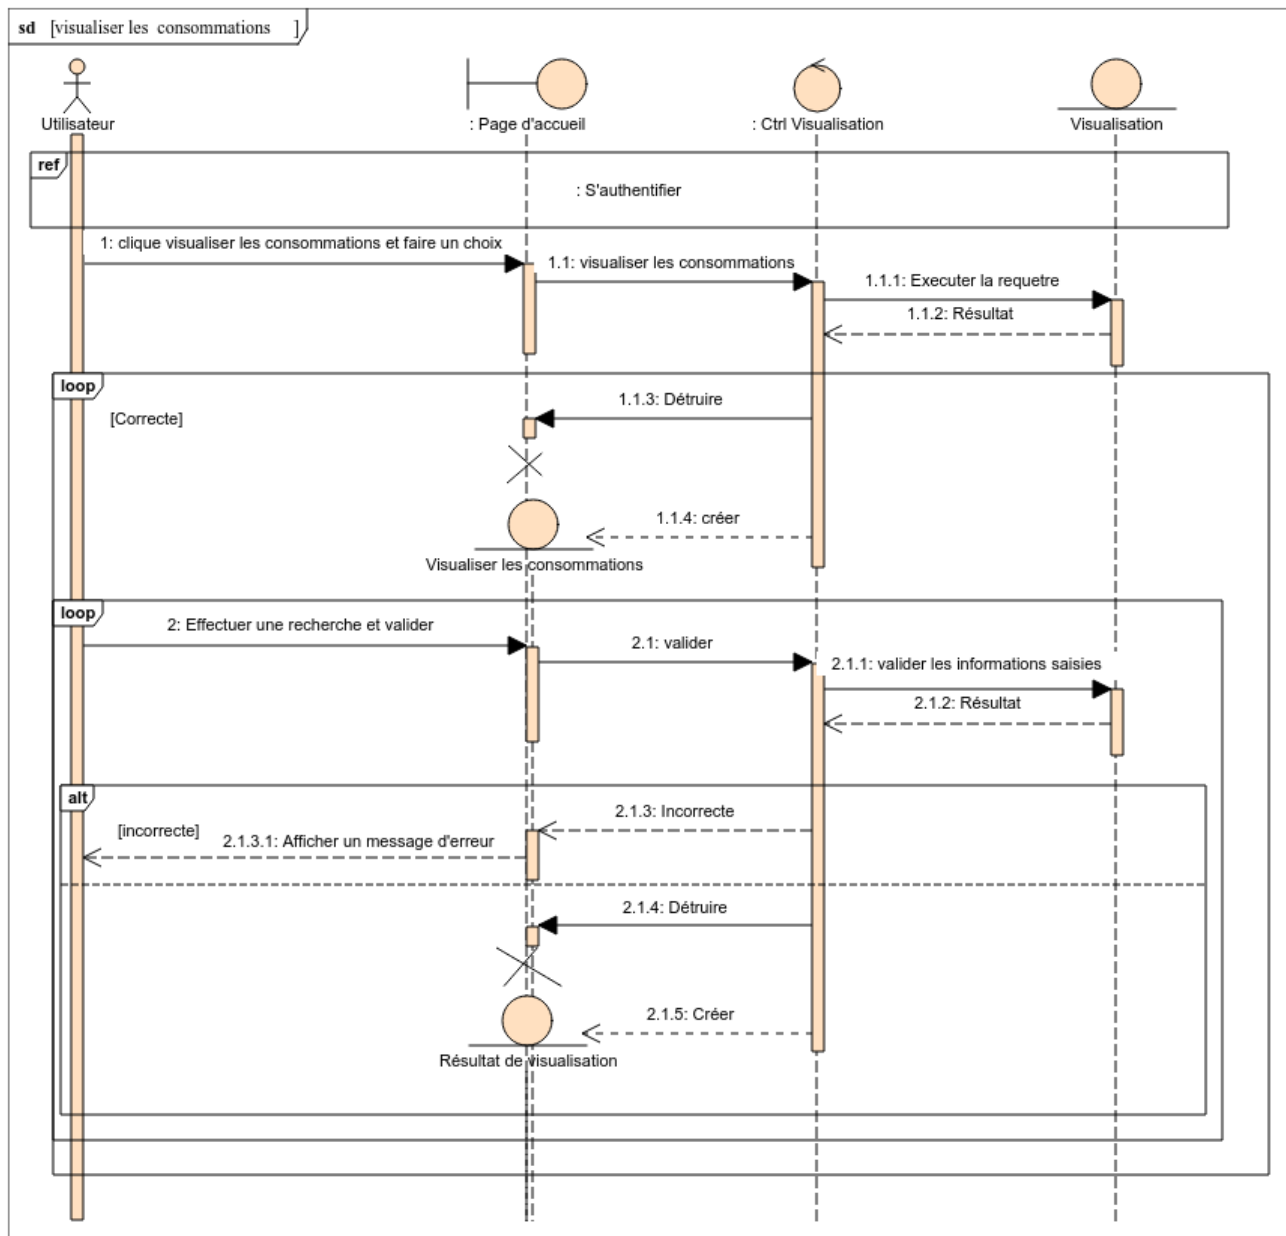 sd [visualiser les consommations ]
Utilisateur
: Page d'accueil
: Ctrl Visualisation
Visualisation
ref
: S'authentifier
1: clique visualiser les consommations et faire un choix
1.1: visualiser les consommations
1.1.1: Executer la requetre
1.1.2: Résultat
loop
[Correcte]
1.1.3: Détruire
1.1.4: créer
Visualiser les consommations
loop
2: Effectuer une recherche et valider
2.1: valider
2.1.1: valider les informations saisies
2.1.2: Résultat
alt
[incorrecte]
2.1.3: Incorrecte
2.1.3.1: Afficher un message d'erreur
2.1.4: Détruire
2.1.5: Créer
Résultat de visualisation